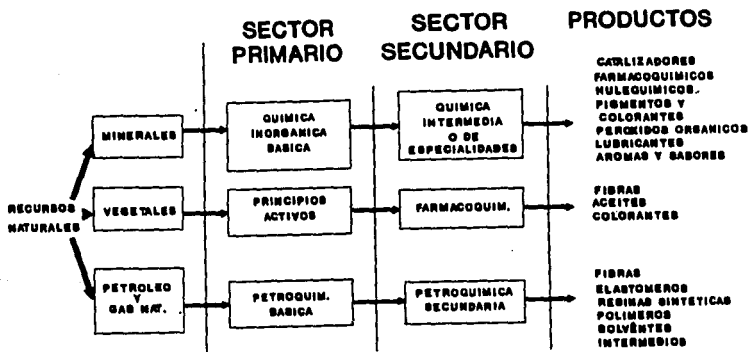 SECTOR
PRIMARIO
SECTOR
SECUNDARIO
PRODUCTOS
RECURSOS
NATURALES
MINERALES
QUIMICA
INORGANICA
BASICA
QUIMICA
INTERMEDIA
O DE
ESPECIALIDADES
CATALIZADORES
FARMACOQUIMICOS
HULEQUIMICOS.
PIGMENTOS Y
COLORANTES
PEROXIDOS ORGANICOS
LUBRICANTES
AROMAS Y SABORES
VEGETALES
PRINCIPIOS
ACTIVOS
FARMACOQUIM.
FIBRAS
ACEITES
COLORANTES
PETROLEO
Y
GAS NAT.
PETROQUIM.
BASICA
PETROQUIMICA
SECUNDARIA
FIBRAS
ELASTOMEROS
RESINAS SINTETICAS
POLIMEROS
SOLVENTES
INTERMEDIOS